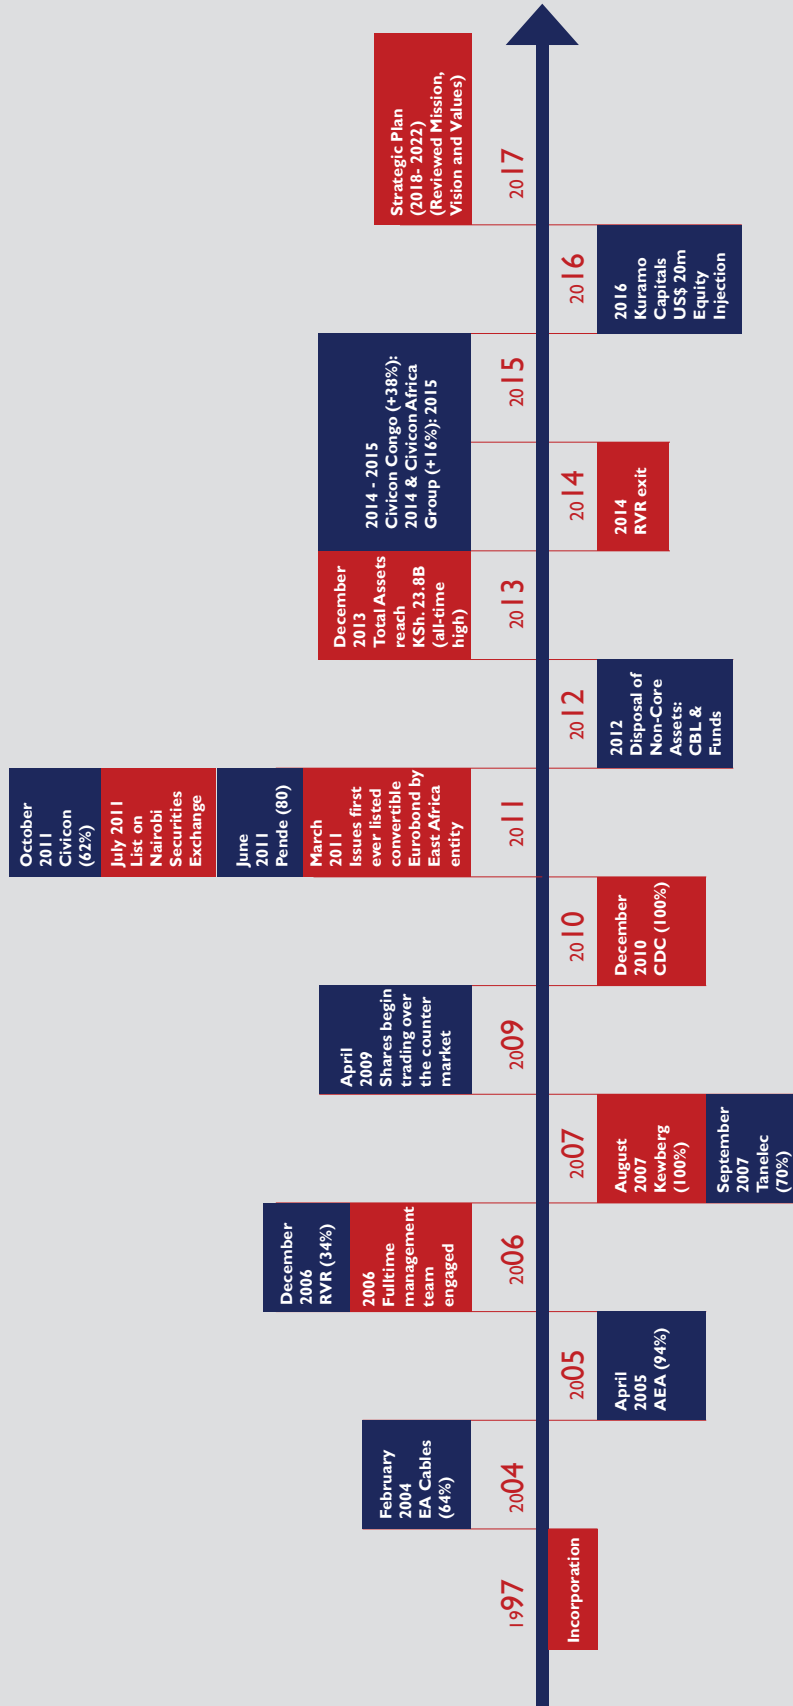 1997
Incorporation
February
2004
EA Cables
(64%)
2004
2005
April
2005
AEA (94%)
December
2006
RVR (34%)
2006
Fulltime
management
team
engaged
2006
2007
August
2007
Kewberg
(100%)
September
2007
Tanelec
(70%)
April
2009
Shares begin
trading over
the counter
market
2009
2010
December
2010
CDC (100%)
October
2011
Civicon
(62%)
July 2011
List on
Nairobi
Securities
Exchange
June
2011
Pende (80)
March
2011
Issues first
ever listed
convertible
Eurobond by
East Africa
entity
2011
2012
2012
Disposal of
Non-Core
Assets:
CBL &
Funds
December
2013
Total Assets
reach
KSh. 23.8B
(all-time
high)
2013
2014
2014
RVR exit
2014 - 2015
Civicon Congo (+38%):
2014 & Civicon Africa
Group (+16%): 2015
2015
2016
2016
Kuramo
Capitals
US$ 20m
Equity
Injection
Strategic Plan
(2018- 2022)
(Reviewed Mission,
Vision and Values)
2017